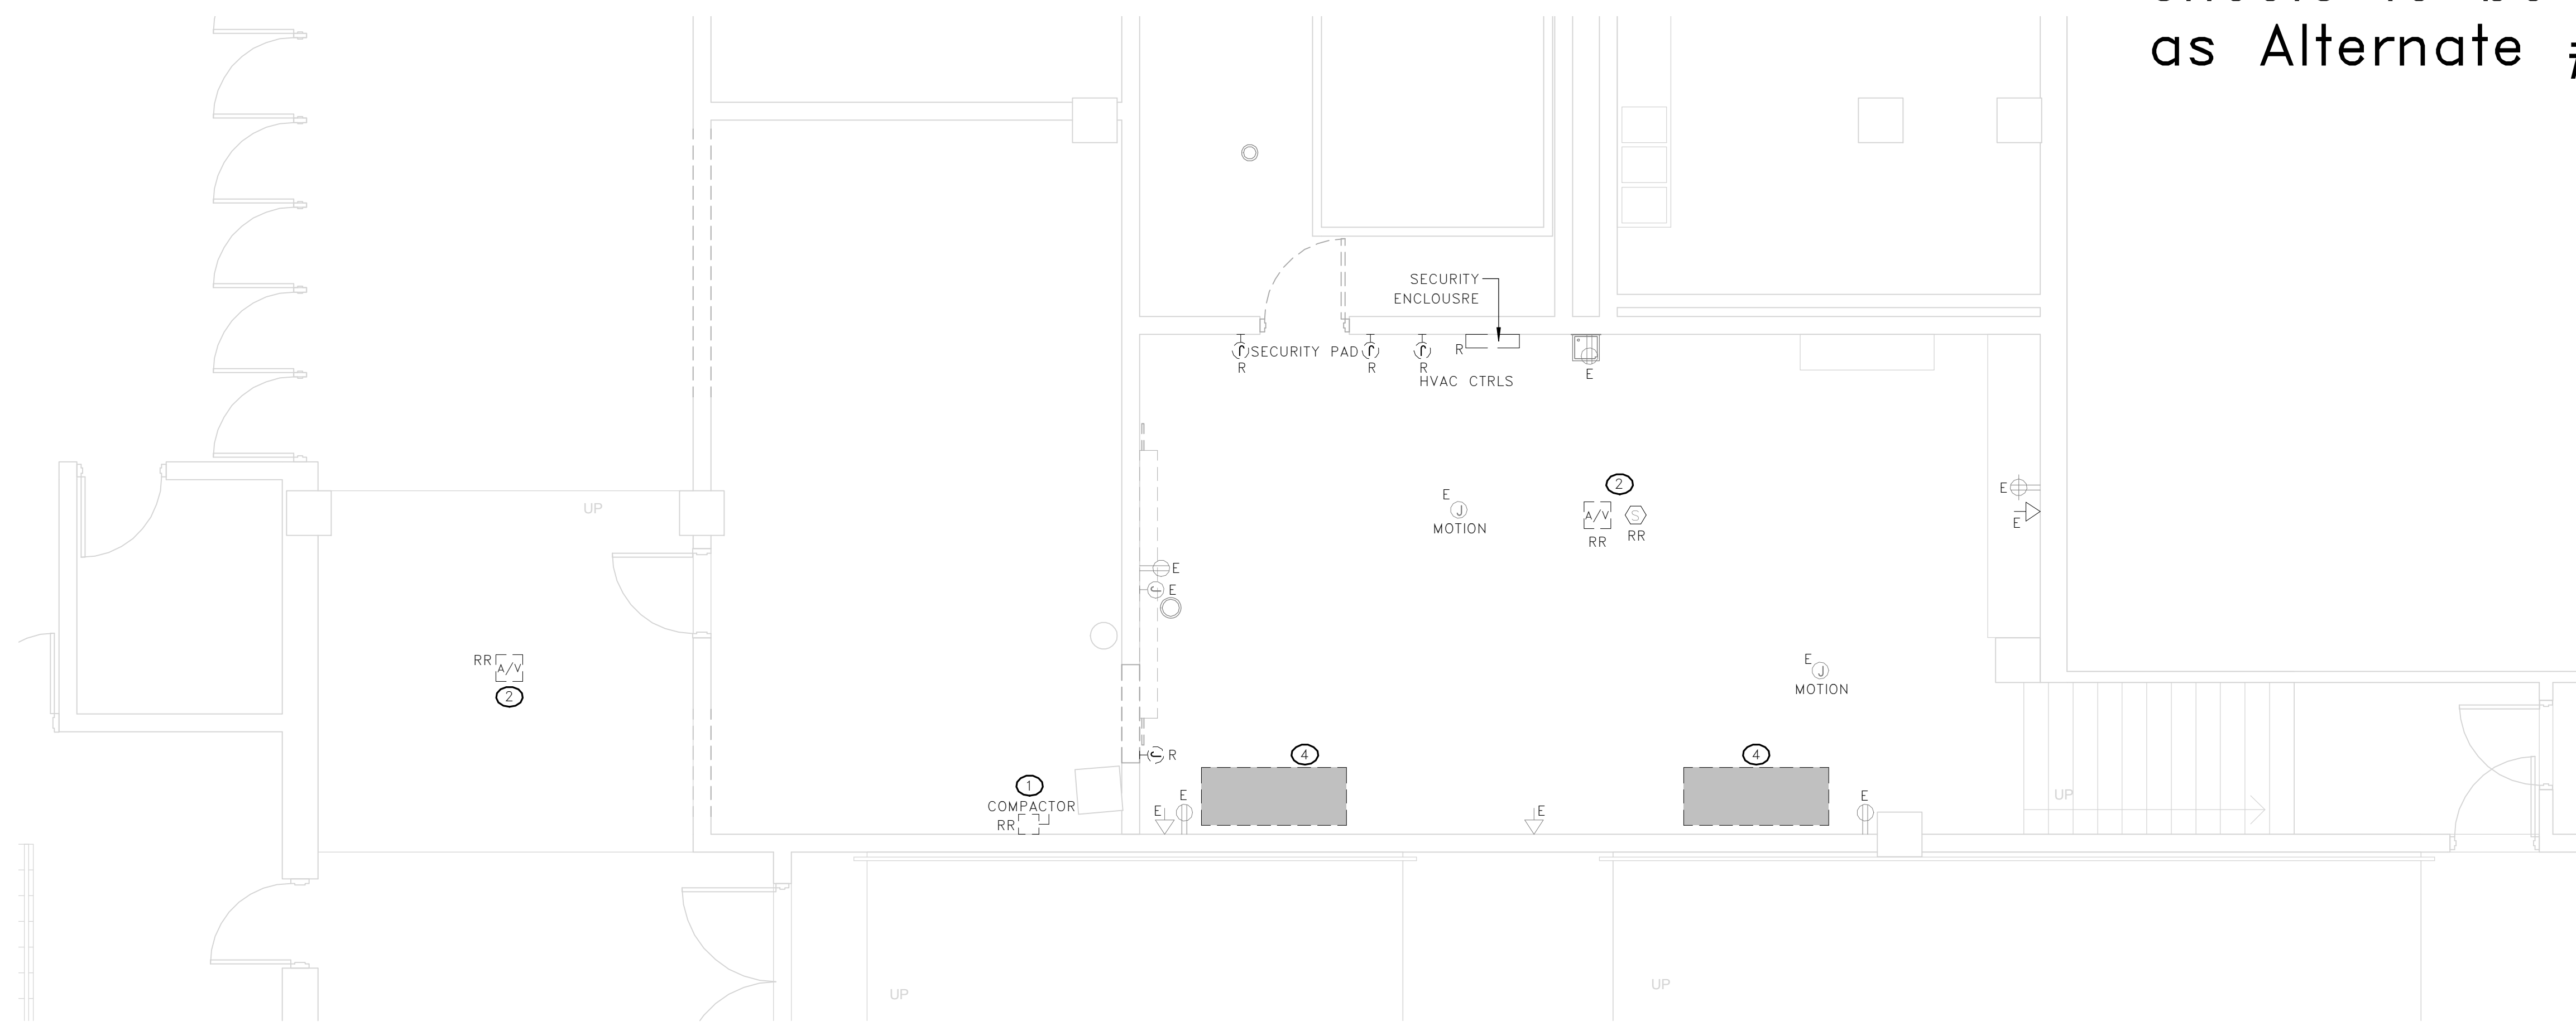 as Alternate
SECURITY
ENCLOUSRE
SECURITY PAD
R
R
R
R
HVAC CTRLS
E
UP
E
MOTION
2
A/V
S
RR
RR
E
E
E
E
RR
A/V
2
E
MOTION
R
4
4
1
COMPACTOR
RR
E
E
E
E
UP
UP
UP